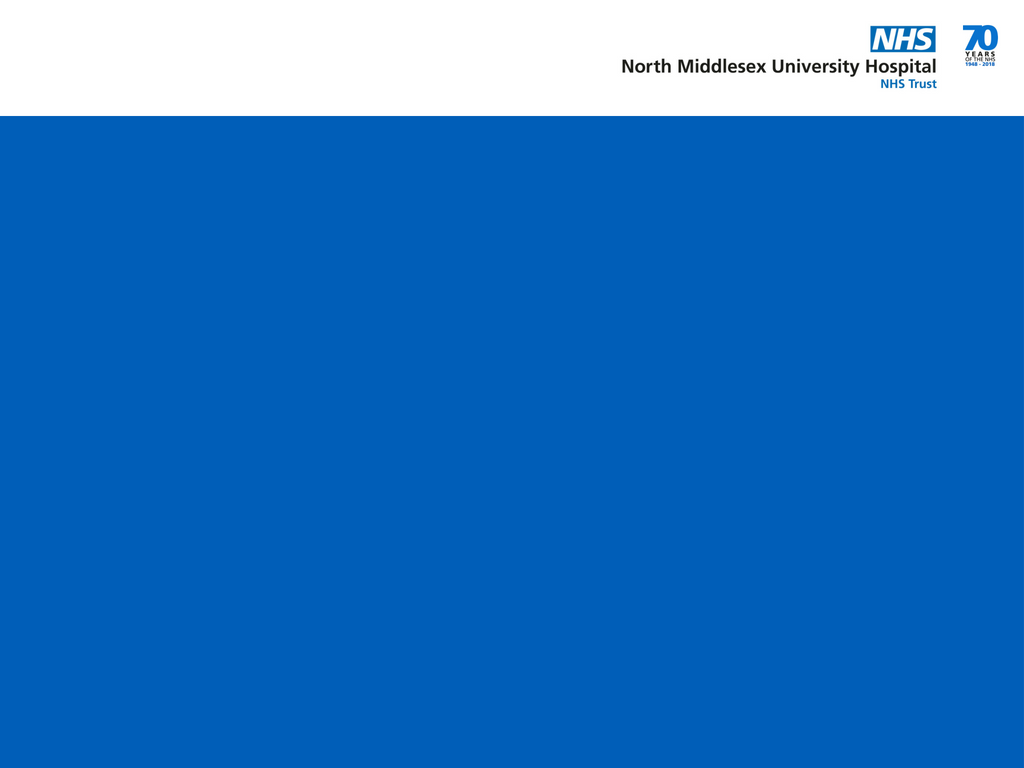 NHS
North Middlesex University Hospital
NHS Trust
70
YEARS
OF THE NHS
1948 - 2018